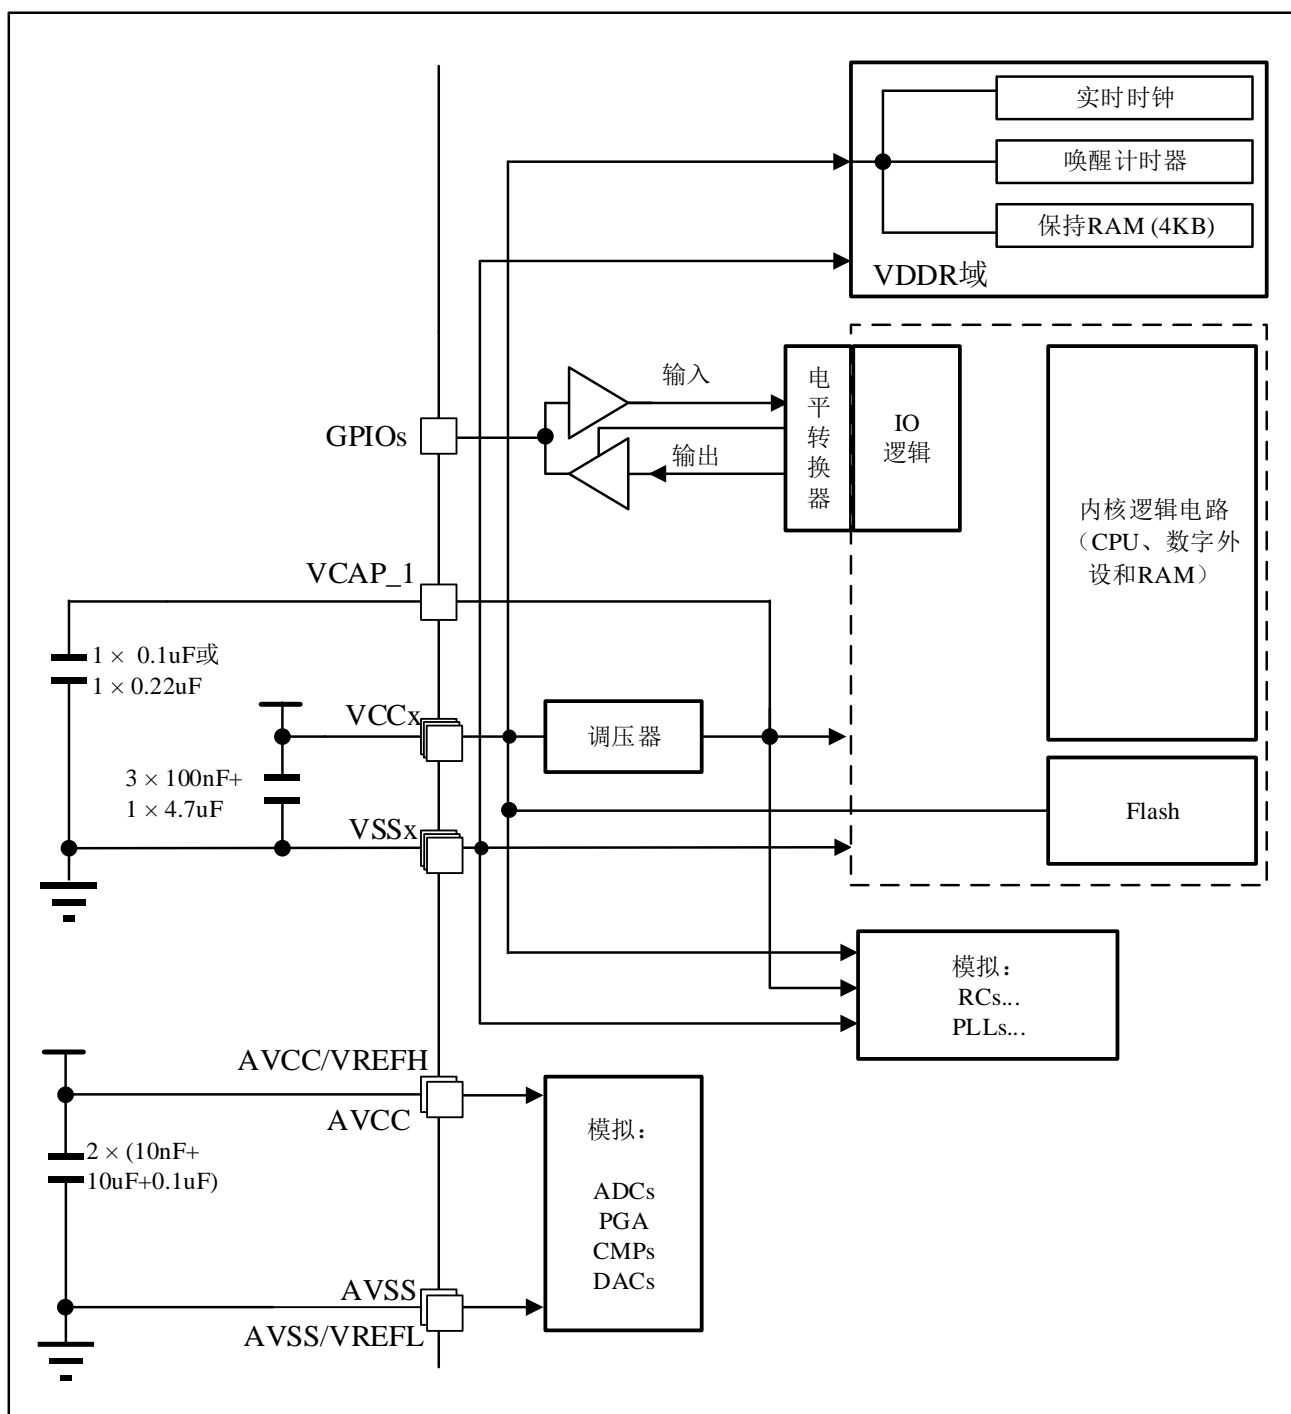 实时时钟
唤醒计时器
保持RAM (4KB)
VDDR域
输入
电
平
转
换
器
IO
逻辑
GPIOs
输出
内核逻辑电路
（CPU、数字外
设和RAM）
VCAP_1
1 × 0.1uF或
1 × 0.22uF
VCCx
调压器
3 × 100nF+
1 × 4.7uF
Flash
VSSx
模拟：
RCs...
PLLs...
AVCC/VREFH
AVCC
模拟：
2 × (10nF+
10uF+0.1uF)
ADCs
PGA
CMPs
DACs
AVSS
AVSS/VREFL